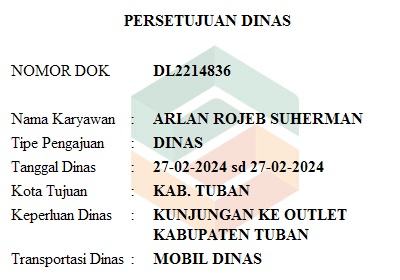 PERSETUJUAN DINAS
NOMOR DOK DL2214836
Nama Karyawan : ARLAN ROJEB SUHERMAN
Tipe Pengajuan : DINAS
Tanggal Dinas : 27-02-2024 sd 27-02-2024
Kota Tujuan : KAB. TUBAN
Keperluan Dinas : KUNJUNGAN KE OUTLET
KABUPATEN TUBAN
Transportasi Dinas : MOBIL DINAS